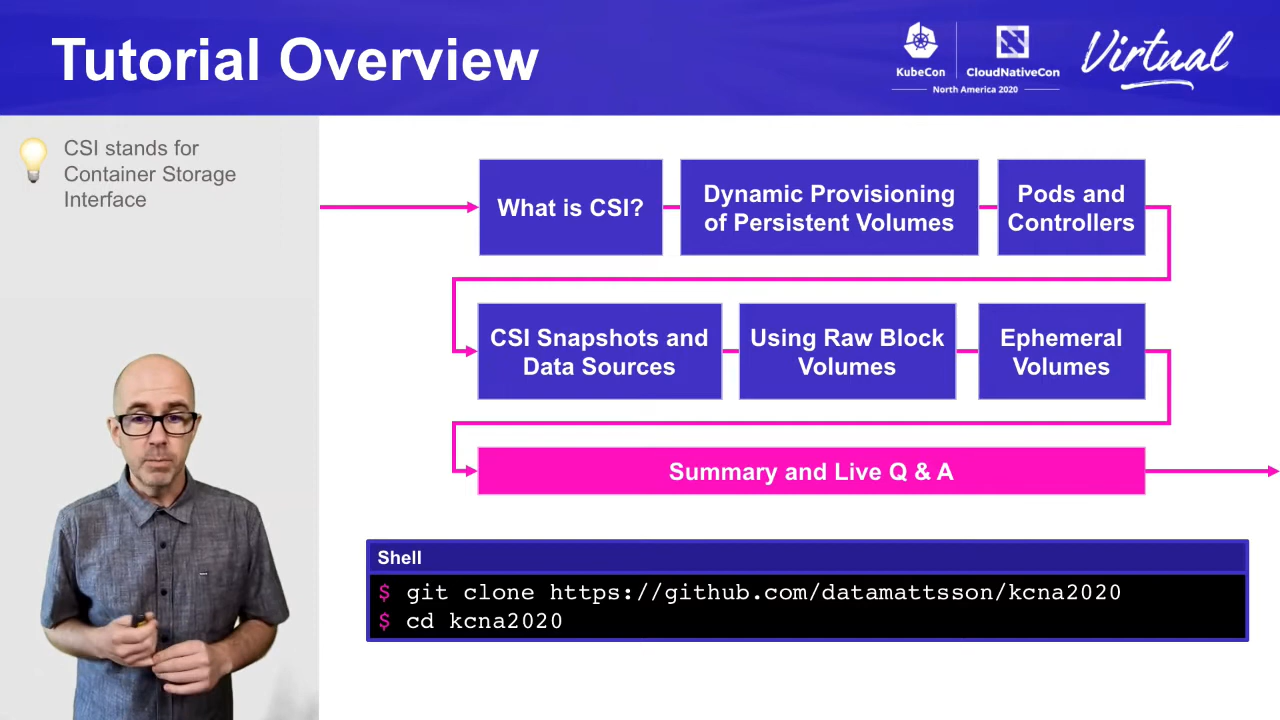 Tutorial Overview
KubeCon
CloudNativeCon
North America 2020
Virtual
CSI stands for
Container Storage
Interface
What is CSI?
Dynamic Provisioning
of Persistent Volumes
Pods and
Controllers
CSI Snapshots and
Data Sources
Using Raw Block
Volumes
Ephemeral
Volumes
Summary and Live Q & A
Shell
$ git clone https://github.com/datamattsson/kcna2020
$ cd kcna2020